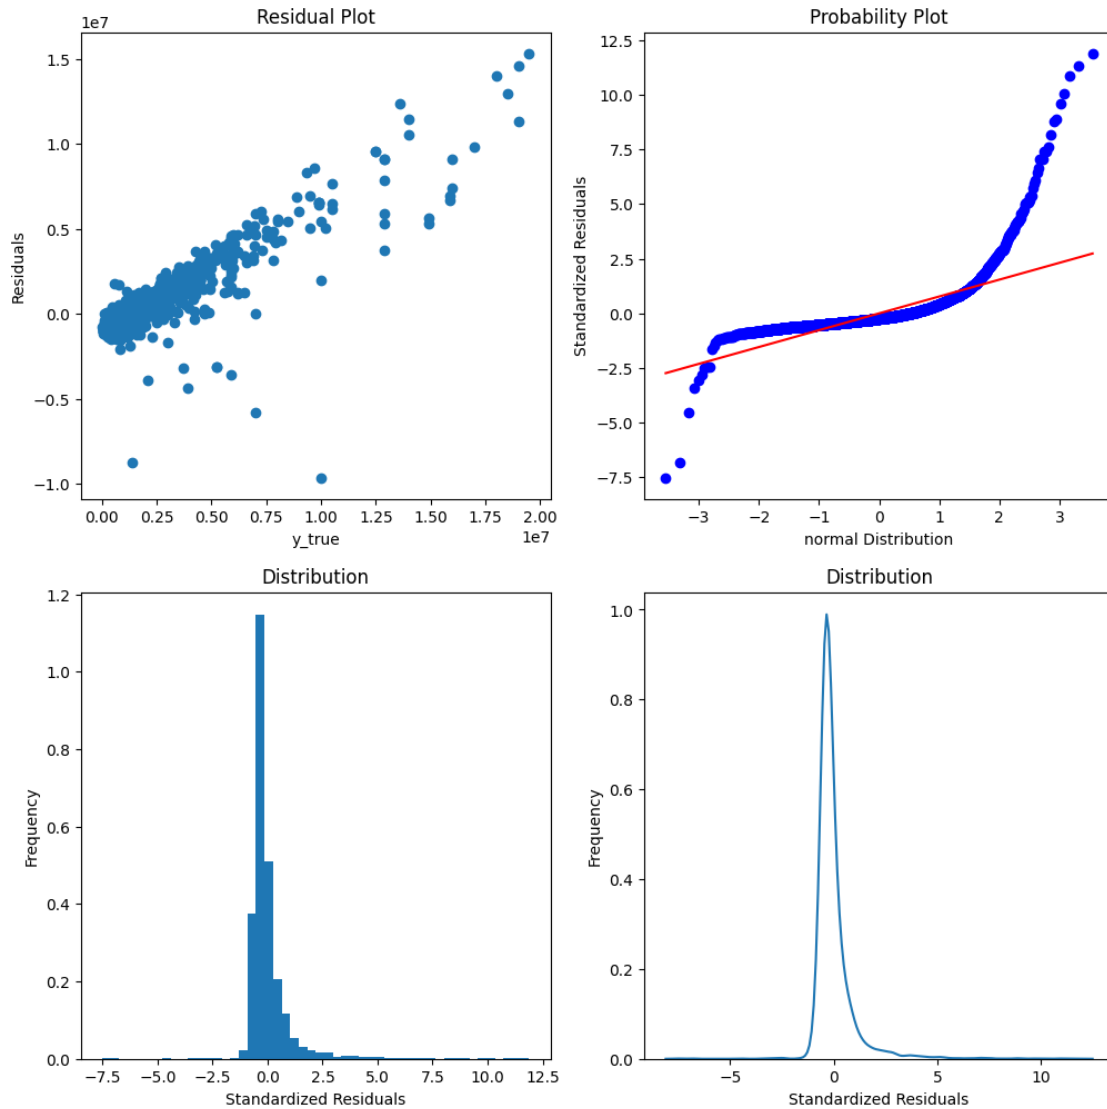 Residual Plot
1e7
1.5
1.0
0.5
0.0
−0.5
−1.0
Residuals
0.00 0.25 0.50 0.75 1.00 1.25 1.50 1.75 2.00
y_true
1e7
Probability Plot
12.5
10.0
7.5
5.0
2.5
0.0
−2.5
−5.0
−7.5
Standardized Residuals
−3 −2 −1 0 1 2 3
normal Distribution
Distribution
1.2
1.0
0.8
0.6
0.4
0.2
0.0
Frequency
−7.5 −5.0 −2.5 0.0 2.5 5.0 7.5 10.0 12.5
Standardized Residuals
Distribution
1.0
0.8
0.6
0.4
0.2
0.0
Frequency
−5 0 5 10
Standardized Residuals